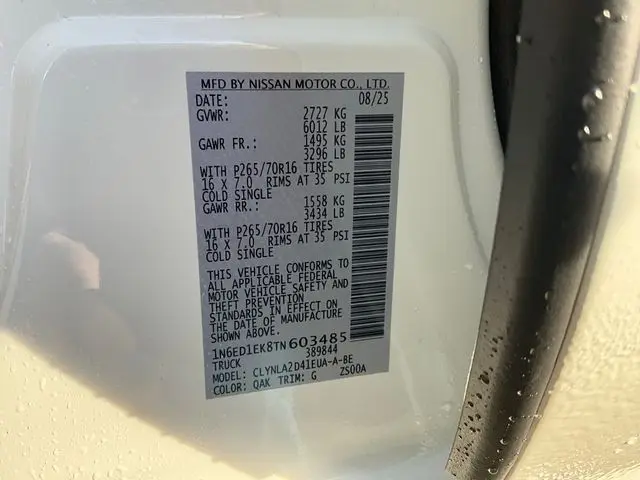 MFD BY NISSAN MOTOR CO., LTD.
DATE: 08/25
GVWR: 2727 KG
6012 LB
GAWR FR.: 1495 KG
3296 LB
WITH P265/70R16 TIRES
16 X 7.0 RIMS AT 35 PSI
COLD SINGLE
GAWR RR.: 1558 KG
3434 LB
WITH P265/70R16 TIRES
16 X 7.0 RIMS AT 35 PSI
COLD SINGLE
THIS VEHICLE CONFORMS TO
ALL APPLICABLE FEDERAL
MOTOR VEHICLE SAFETY AND
THEFT PREVENTION
STANDARDS IN EFFECT ON
THE DATE OF MANUFACTURE
SHOWN ABOVE.
1N6ED1EK8TN603485
TRUCK 389844
MODEL: CLYNLA2D41EUA-A-BE
COLOR: QAK TRIM: G ZS00A